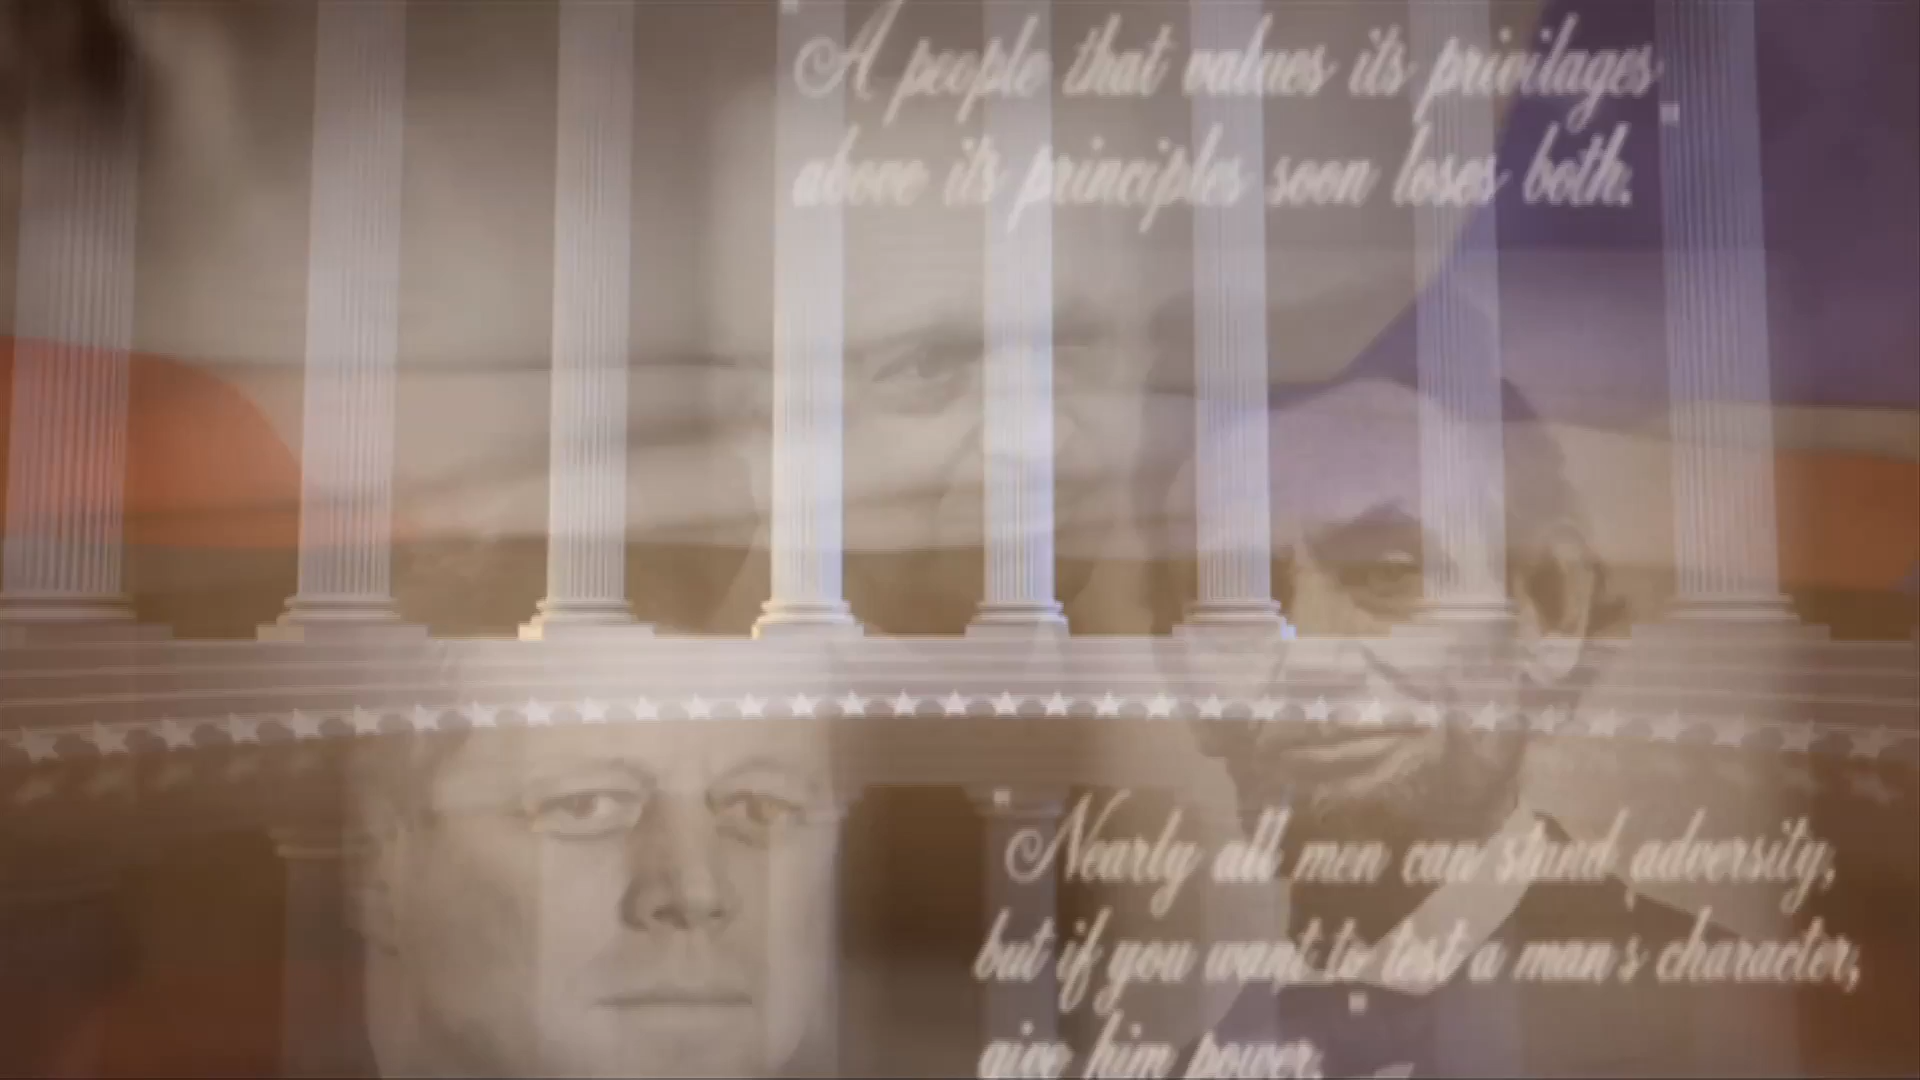 A people that values its privilages
above its principles soon loses both.
Nearly all men can stand adversity,
but if you want to test a man's character,
give him power.